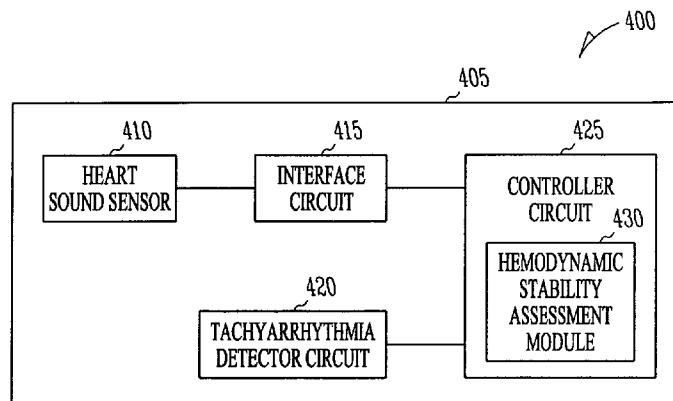 400
405
410
HEART
SOUND SENSOR
415
INTERFACE
CIRCUIT
425
CONTROLLER
CIRCUIT
430
HEMODYNAMIC
STABILITY
ASSESSMENT
MODULE
420
TACHYARRHYTHMIA
DETECTOR CIRCUIT